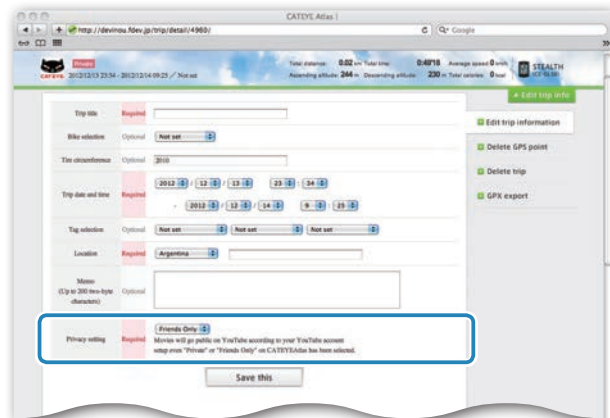 CATEYE Atlas |
http://devinou.fdev.jp/trip/detail/4980/
Google
CATEYE
Private
2012/12/13 23:34 - 2012/12/14 09:25 / Not set
Total distance: 0.02 km Total time: 0:40'18 Average speed 0 km/h
Ascending altitude: 244 m Descending altitude: 230 m Total calories: 0 kcal
STEALTH
Edit trip info
Trip title Required
Bike selection Optional Not set
Tire circumference Optional 2010
Trip date and time Required 2012 / 12 / 13 23 : 34
- 2012 / 12 / 14 9 : 25
Tag selection Optional Not set Not set Not set
Location Required Argentina
Memo
(Up to 200 two-byte
characters)
Optional
Privacy setting Required Friends Only
Movies will go public on YouTube according to your YouTube account
setup even "Private" or "Friends Only" on CATEYEAtlas has been selected.
Save this
Edit trip information
Delete GPS point
Delete trip
GPX export